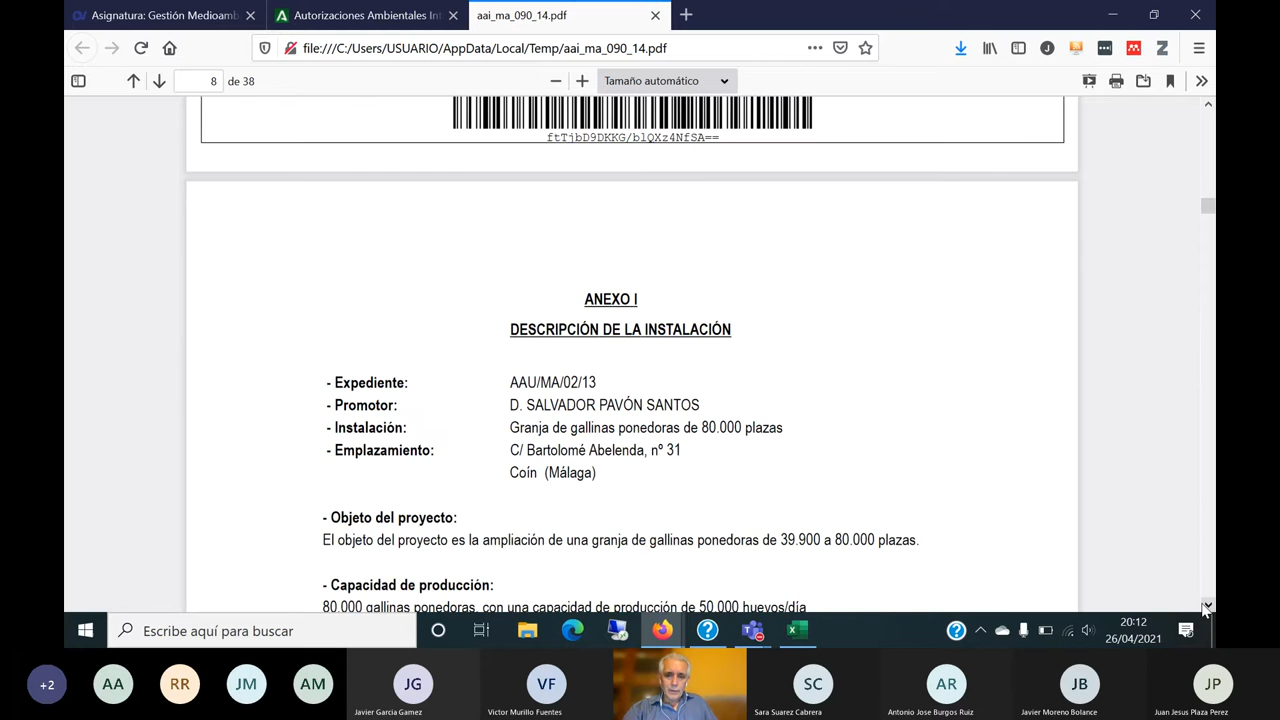 Asignatura: Gestión Medioamb
Autorizaciones Ambientales Int
aai_ma_090_14.pdf
file:///C:/Users/USUARIO/AppData/Local/Temp/aai_ma_090_14.pdf
8 de 38
Tamaño automático
ftTjbD9DKKG/blQXz4NfSA==
ANEXO I
DESCRIPCIÓN DE LA INSTALACIÓN
- Expediente: AAU/MA/02/13
- Promotor: D. SALVADOR PAVÓN SANTOS
- Instalación: Granja de gallinas ponedoras de 80.000 plazas
- Emplazamiento: C/ Bartolomé Abelenda, nº 31
Coín (Málaga)
- Objeto del proyecto:
El objeto del proyecto es la ampliación de una granja de gallinas ponedoras de 39.900 a 80.000 plazas.
- Capacidad de producción:
80.000 gallinas ponedoras, con una capacidad de producción de 50.000 huevos/día
Escribe aquí para buscar
20:12
26/04/2021
+2
AA
RR
JM
AM
JG
VF
SC
AR
JB
JP
Javier Garcia Gamez
Victor Murillo Fuentes
Sara Suarez Cabrera
Antonio Jose Burgos Ruiz
Javier Moreno Bolance
Juan Jesus Plaza Perez